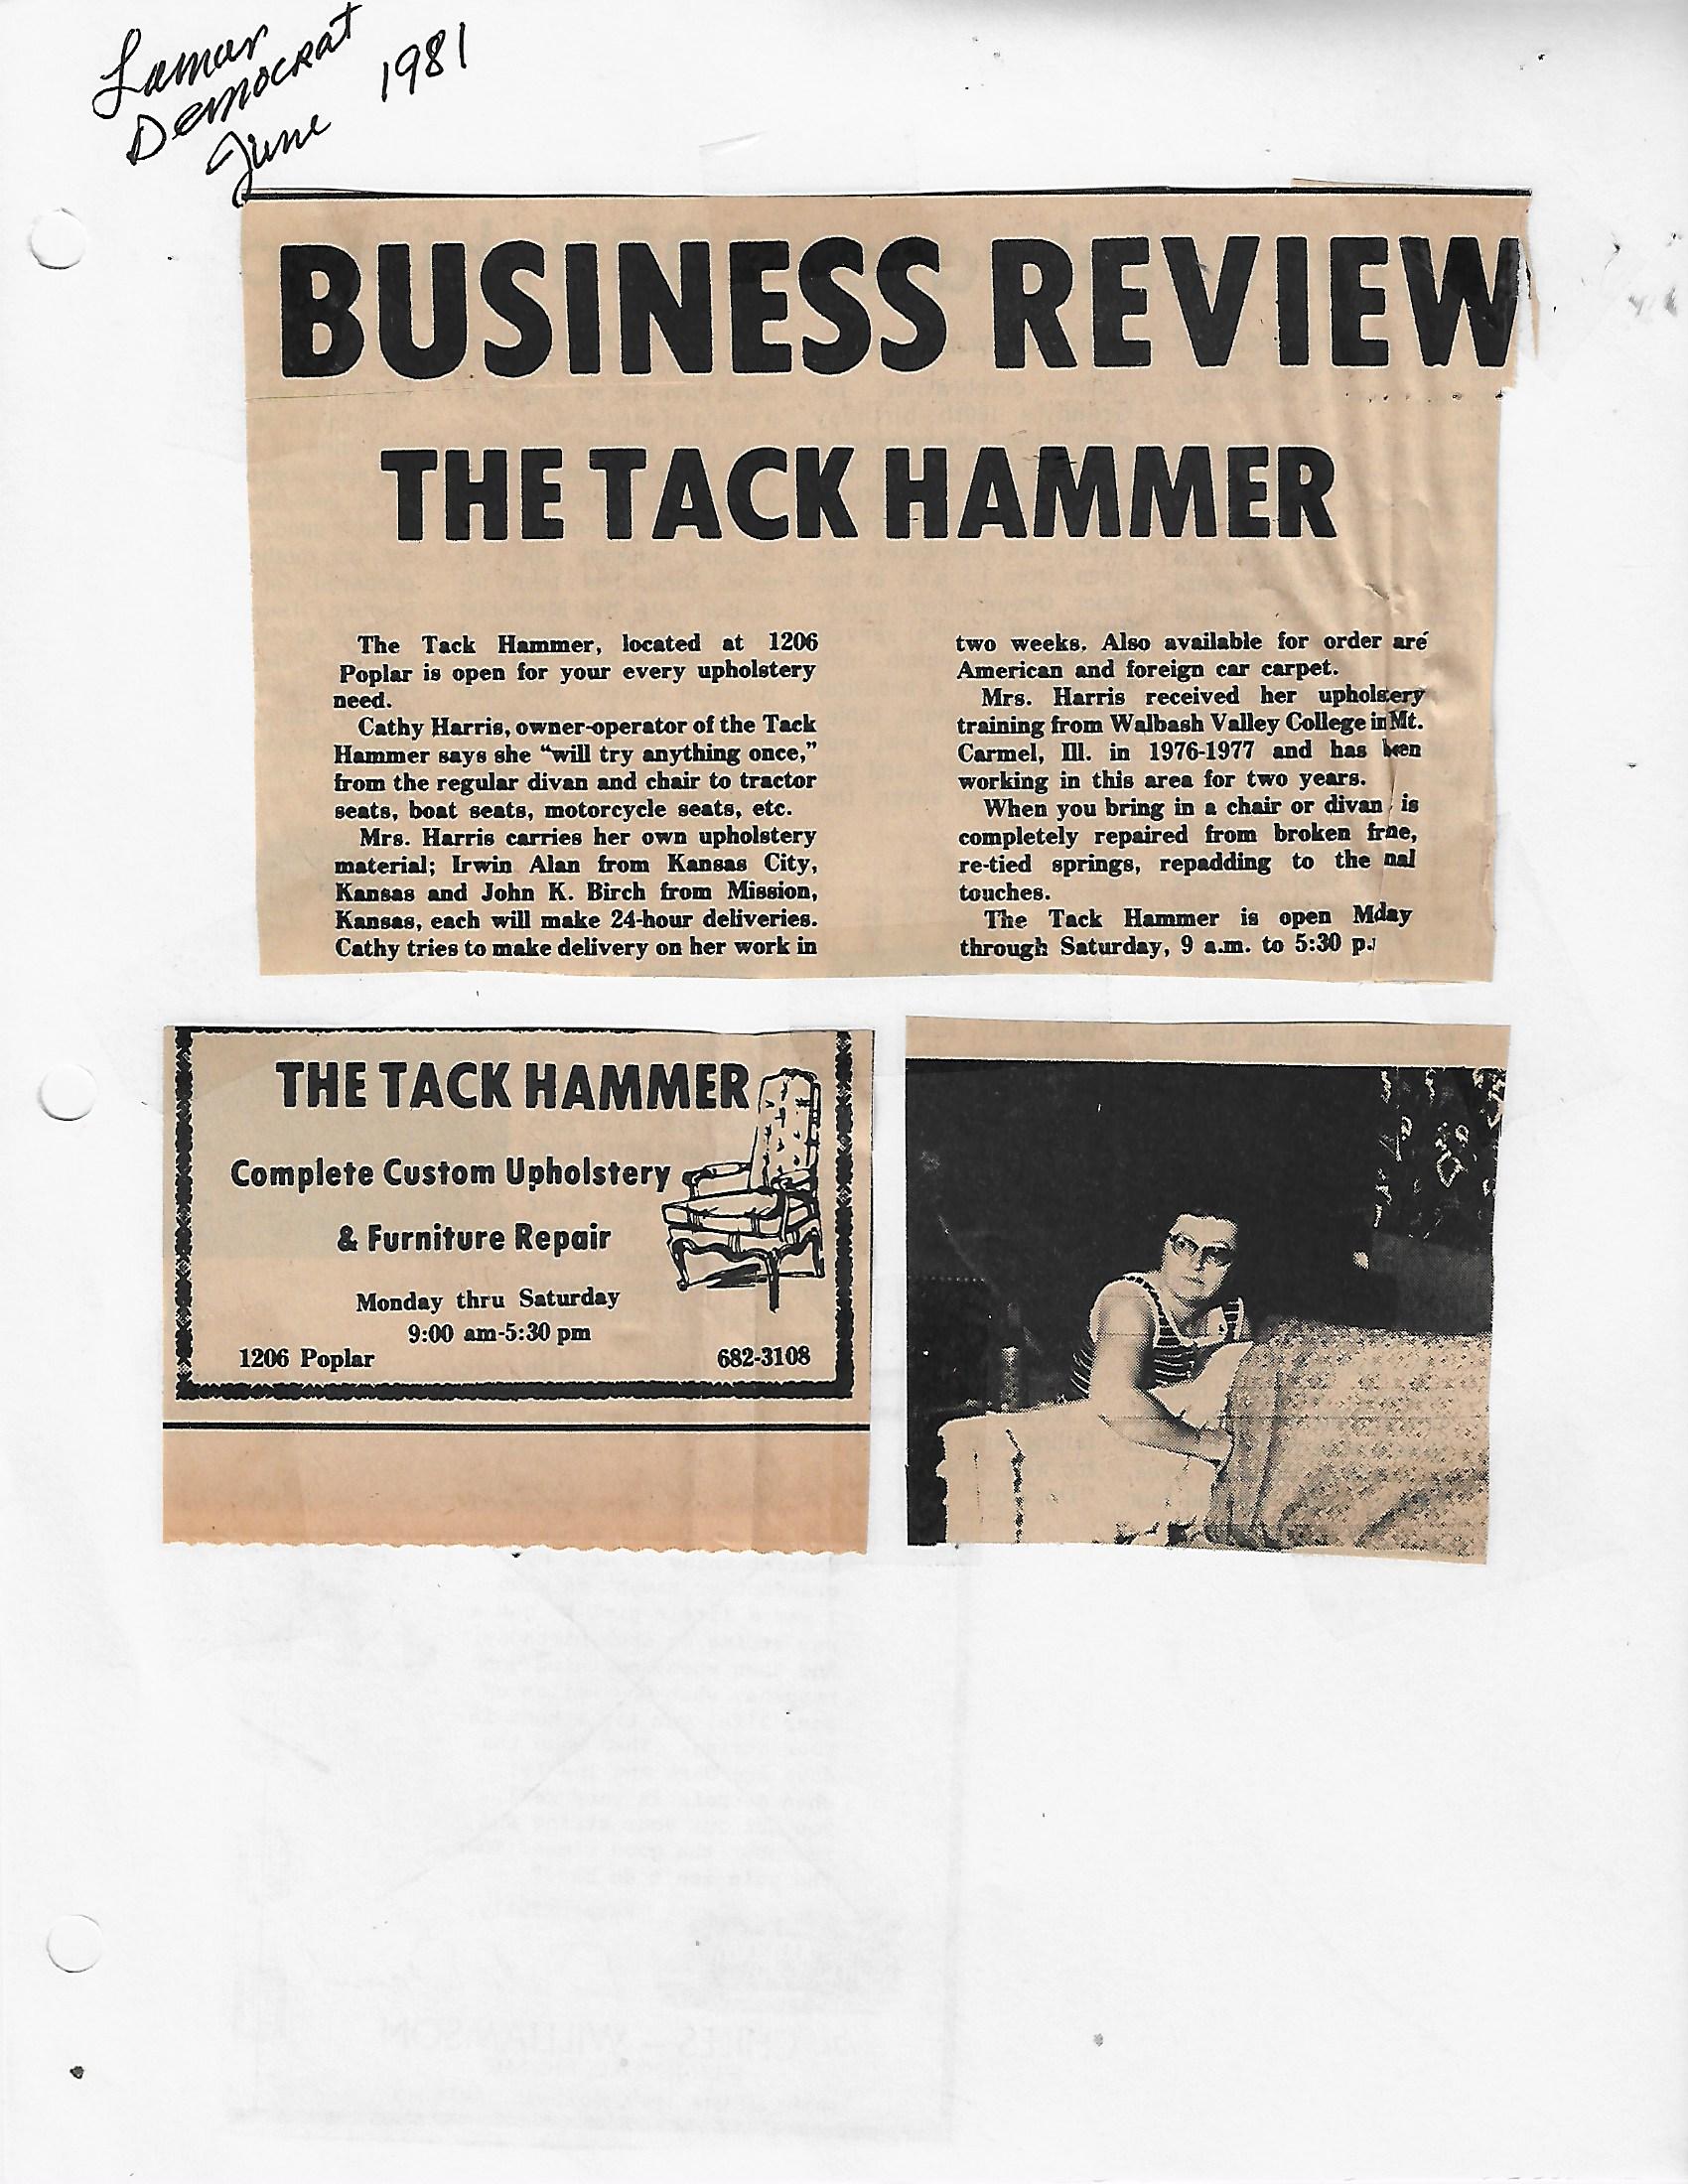 Lamar
Democrat
June 1981
BUSINESS REVIEW
THE TACK HAMMER
The Tack Hammer, located at 1206
Poplar is open for your every upholstery
need.
Cathy Harris, owner-operator of the Tack
Hammer says she “will try anything once,”
from the regular divan and chair to tractor
seats, boat seats, motorcycle seats, etc.
Mrs. Harris carries her own upholstery
material; Irwin Alan from Kansas City,
Kansas and John K. Birch from Mission,
Kansas, each will make 24-hour deliveries.
Cathy tries to make delivery on her work in
two weeks. Also available for order are
American and foreign car carpet.
Mrs. Harris received her upholstery
training from Walbash Valley College in Mt.
Carmel, Ill. in 1976-1977 and has been
working in this area for two years.
When you bring in a chair or divan is
completely repaired from broken
re-tied springs, repadding to the
touches.
The Tack Hammer is open
through Saturday, 9 a.m. to 5:30
THE TACK HAMMER
Complete Custom Upholstery
& Furniture Repair
Monday thru Saturday
9:00 am-5:30 pm
1206 Poplar 682-3108